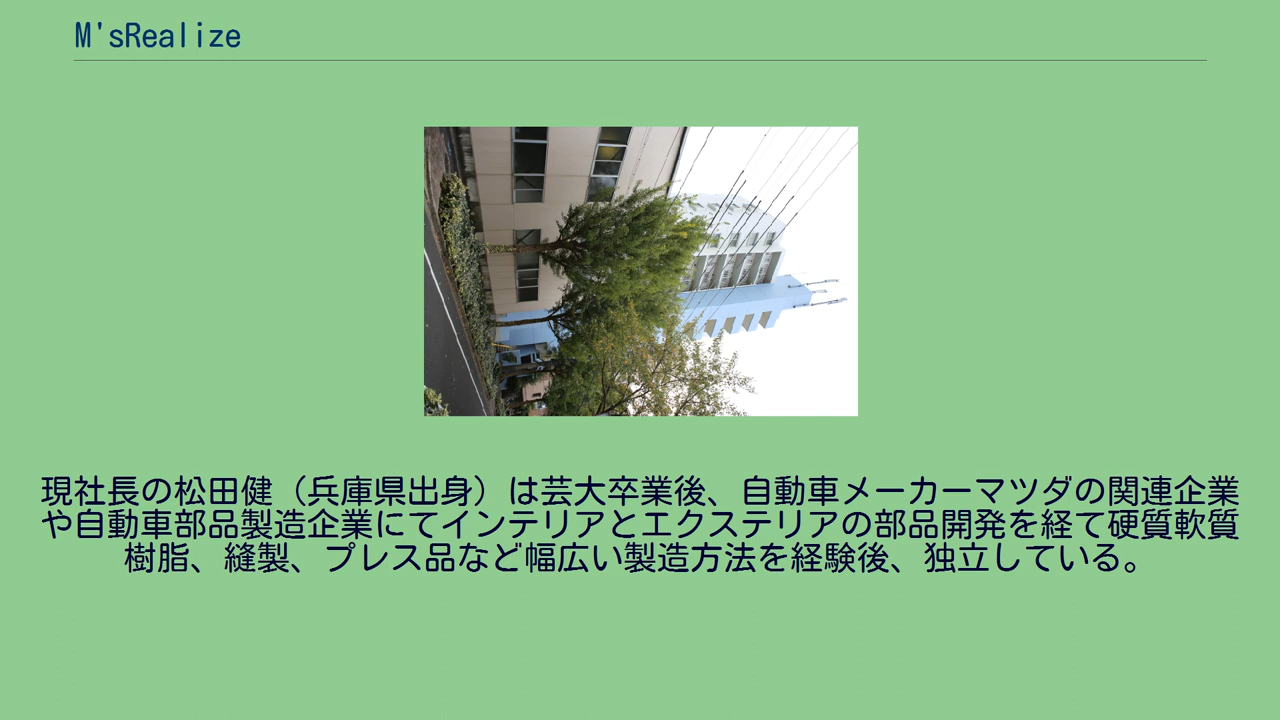 M'sRealize
現社長の松田健（兵庫県出身）は芸大卒業後、自動車メーカーマツダの関連企業
や自動車部品製造企業にてインテリアとエクステリアの部品開発を経て硬質軟質
樹脂、縫製、プレス品など幅広い製造方法を経験後、独立している。